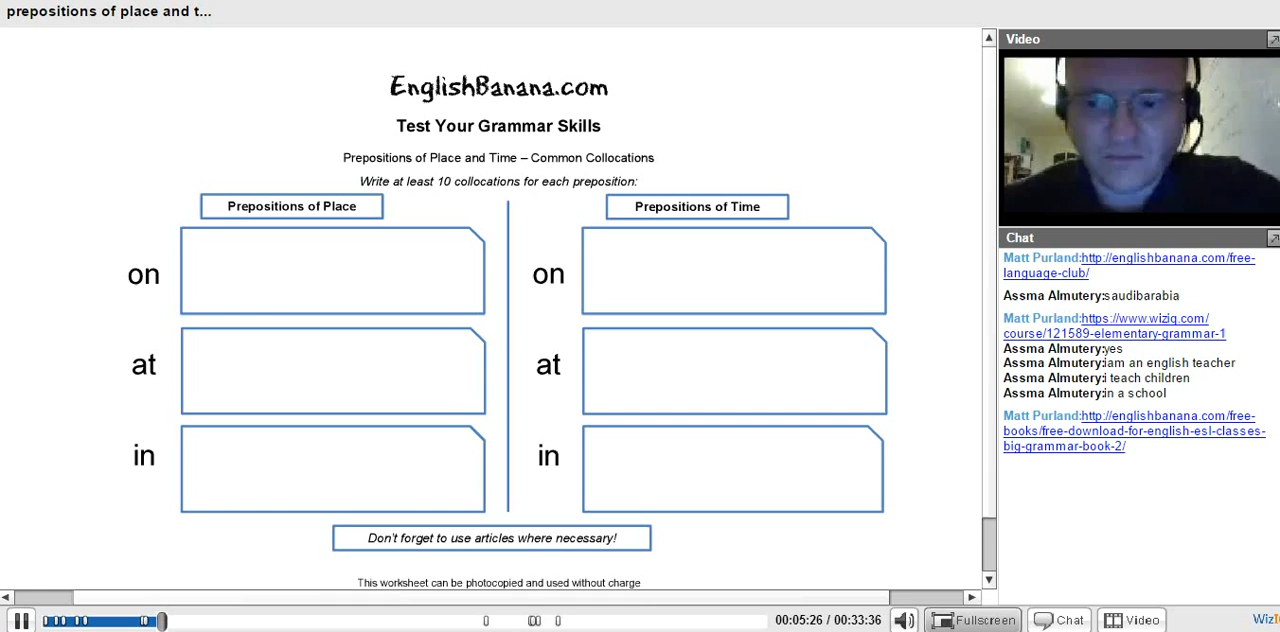 prepositions of place and t...
EnglishBanana.com
Test Your Grammar Skills
Prepositions of Place and Time – Common Collocations
Write at least 10 collocations for each preposition:
Prepositions of Place
Prepositions of Time
on
on
at
at
in
in
Don't forget to use articles where necessary!
This worksheet can be photocopied and used without charge
Video
Chat
Matt Purland:http://englishbanana.com/free-
language-club/
Assma Almutery:saudibarabia
Matt Purland:https://www.wiziq.com/
course/121589-elementary-grammar-1
Assma Almutery:yes
Assma Almutery:iam an english teacher
Assma Almutery:i teach children
Assma Almutery:in a school
Matt Purland:http://englishbanana.com/free-
books/free-download-for-english-esl-classes-
big-grammar-book-2/
00:05:26 / 00:33:36
Fullscreen
Chat
Video